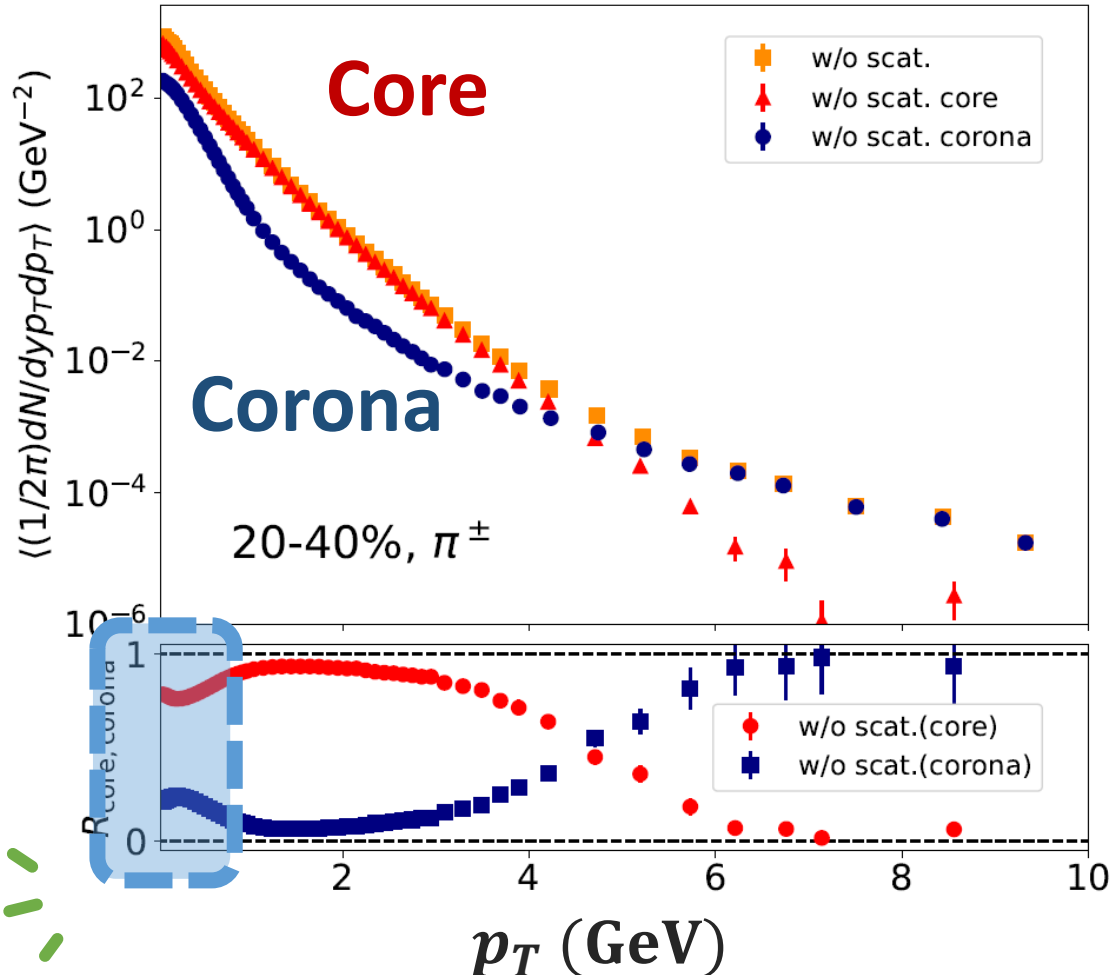 w/o scat.
w/o scat. core
w/o scat. corona
Core
Corona
20-40%, π±
⟨(1/2π)dN/dyp_Tdp_T⟩ (GeV⁻²)
10²
10⁰
10⁻²
10⁻⁴
10⁻⁶
R_core, corona
1
0
w/o scat.(core)
w/o scat.(corona)
2 4 6 8 10
p_T (GeV)